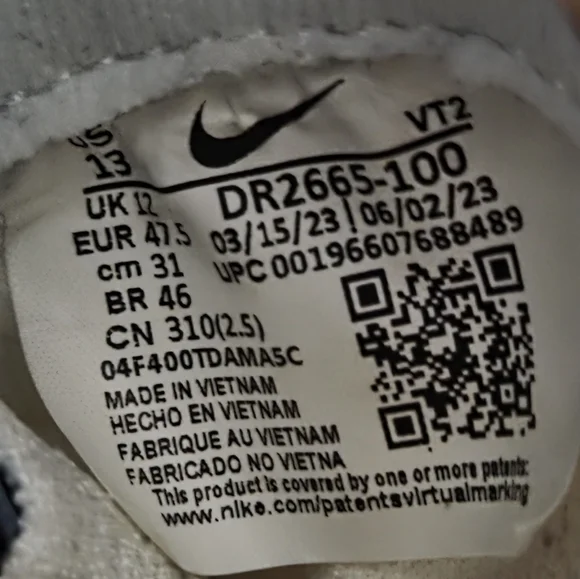 US
13
VT2
UK 12
DR2665-100
EUR 47.5
03/15/23 | 06/02/23
cm 31
UPC 00196607688489
BR 46
CN 310(2.5)
04F400TDAMA5C
MADE IN VIETNAM
HECHO EN VIETNAM
FABRIQUE AU VIETNAM
FABRICADO NO VIETNA
This product is covered by one or more patents:
www.nike.com/patentsvirtualmarking